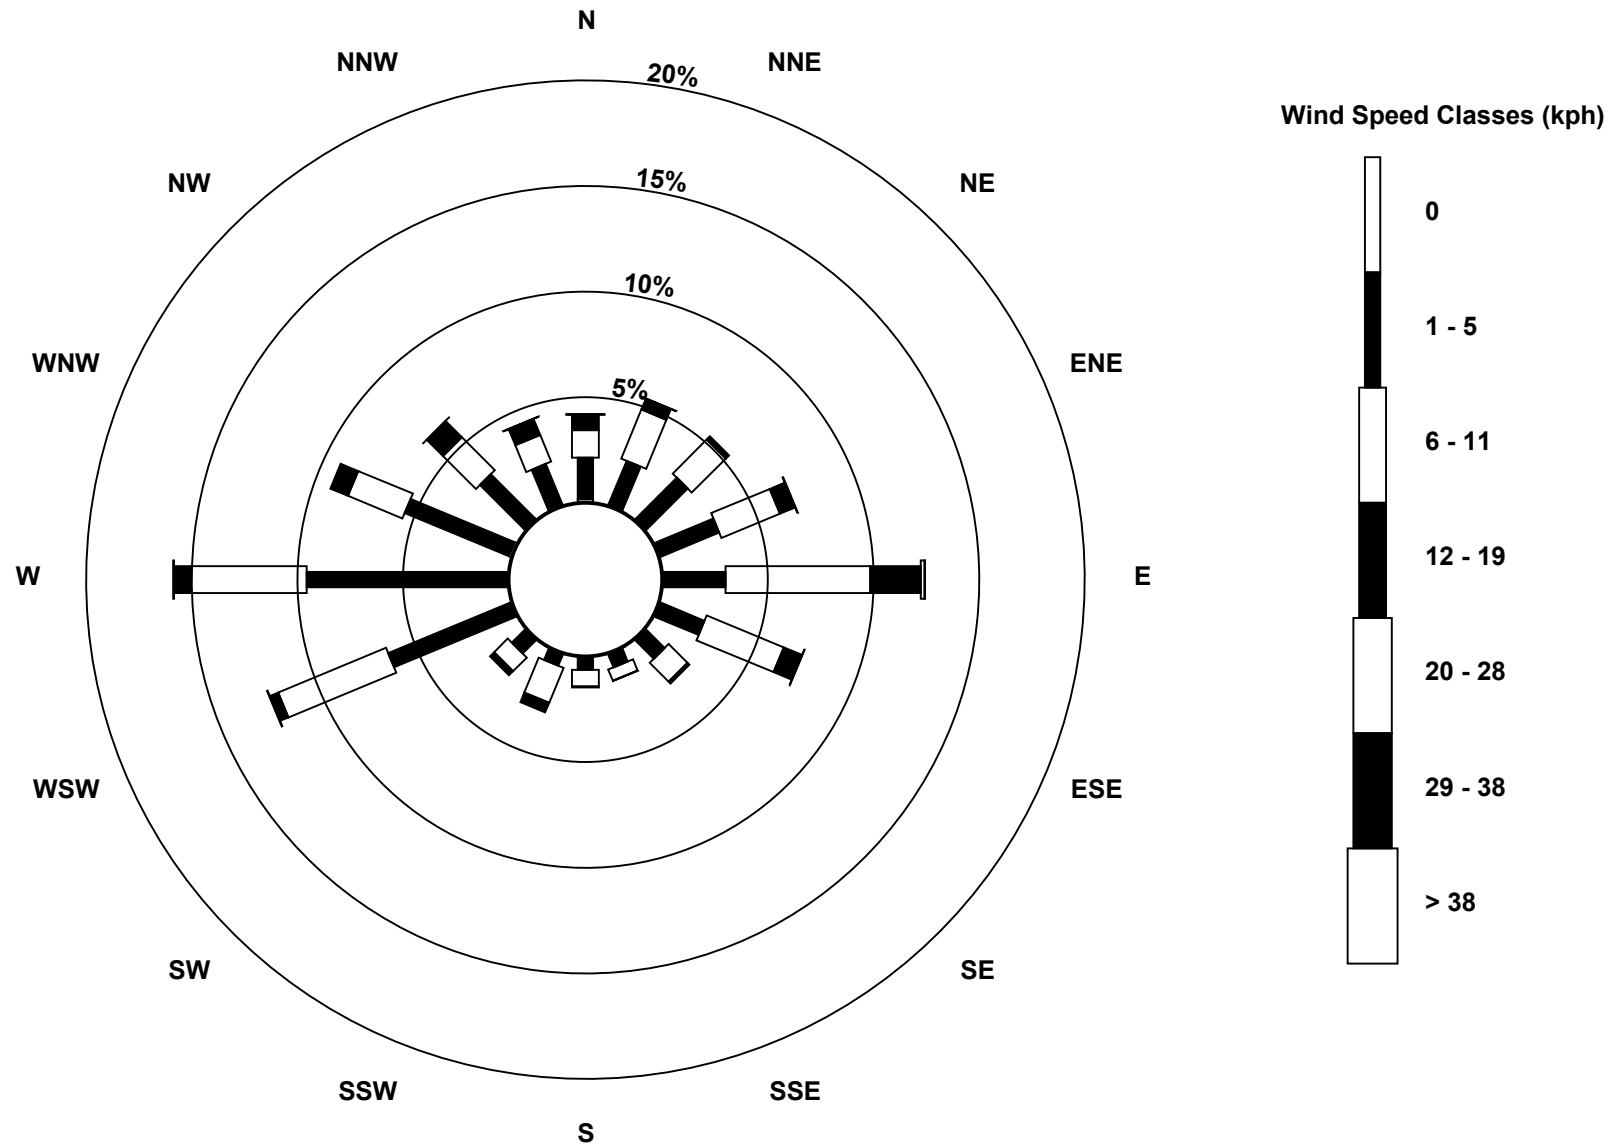 N
NNW
NNE
20%
Wind Speed Classes (kph)
NW
15%
NE
0
10%
1 - 5
WNW
ENE
5%
6 - 11
W
E
12 - 19
20 - 28
WSW
ESE
29 - 38
> 38
SW
SE
SSW
SSE
S